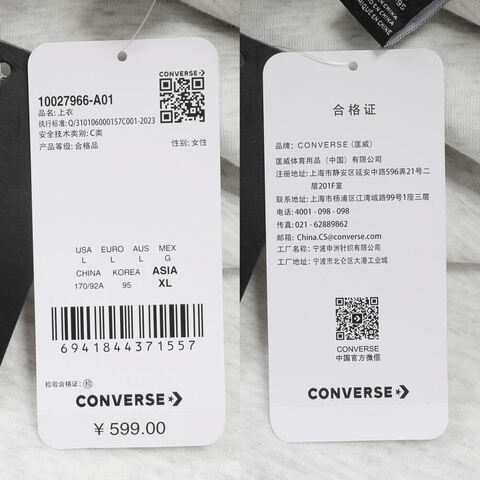 CONVERSE
10027966-A01
品名: 上衣
执行标准: Q/310106000157C001-2023
安全技术类别: C类
产品等级: 合格品 性别: 女性
USA EURO AUS MEX
L L L G
CHINA KOREA ASIA
170/92A 95 XL
6941844371557
检验合格证: 检
CONVERSE
¥ 599.00
95
IN CHINA
合格证
品牌: CONVERSE (匡威)
匡威体育用品（中国）有限公司
注册地址: 上海市静安区延安中路596弄21号二
层201F室
联系地址: 上海市杨浦区江湾城路99号1座三层
电话: 4001 - 098 - 098
传真: 021 - 62889862
邮箱: China.CS@converse.com
工厂名称: 宁波申洲针织有限公司
工厂地址: 宁波市北仑区大港工业城
CONVERSE
中国官方微信
CONVERSE